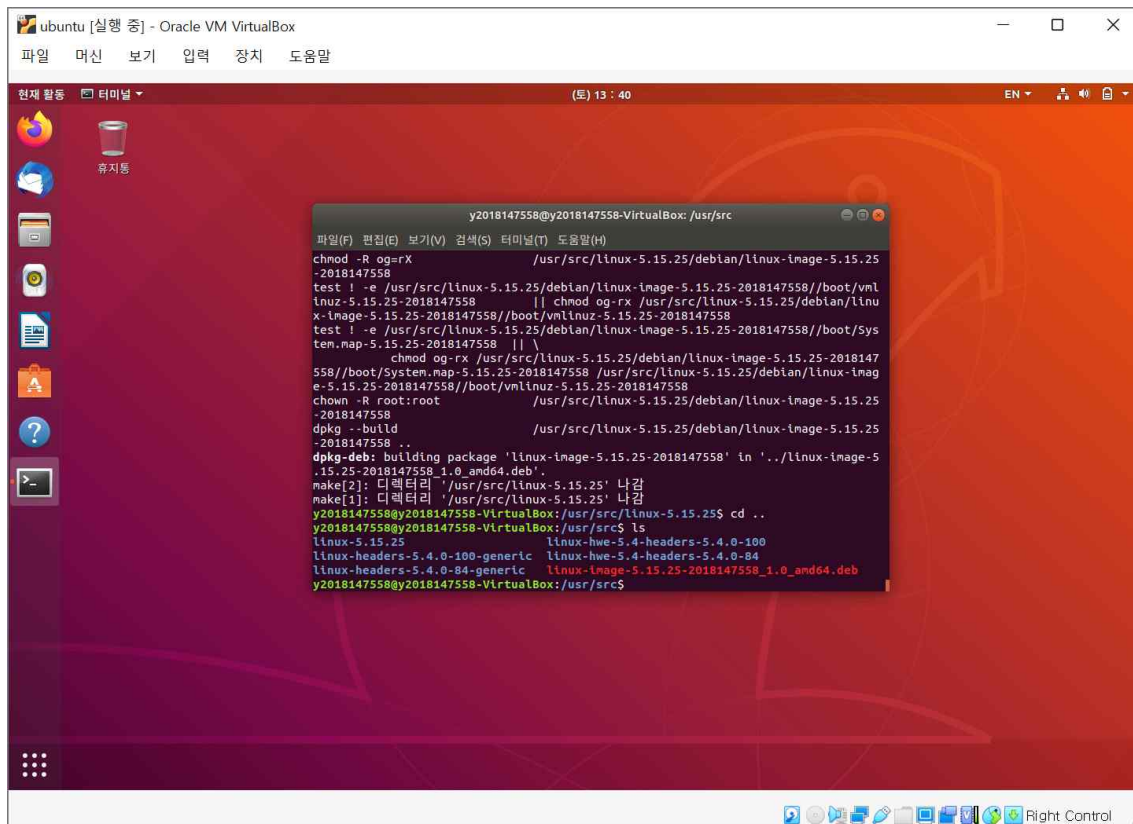 ubuntu [실행 중] - Oracle VM VirtualBox
파일 머신 보기 입력 장치 도움말
현재 활동 터미널 (토) 13 : 40 EN
휴지통
y2018147558@y2018147558-VirtualBox: /usr/src
파일(F) 편집(E) 보기(V) 검색(S) 터미널(T) 도움말(H)
chmod -R og=rX /usr/src/linux-5.15.25/debian/linux-image-5.15.25
-2018147558
test ! -e /usr/src/linux-5.15.25/debian/linux-image-5.15.25-2018147558//boot/vml
inuz-5.15.25-2018147558 || chmod og-rx /usr/src/linux-5.15.25/debian/linu
x-image-5.15.25-2018147558//boot/vmlinuz-5.15.25-2018147558
test ! -e /usr/src/linux-5.15.25/debian/linux-image-5.15.25-2018147558//boot/Sys
tem.map-5.15.25-2018147558 || \
chmod og-rx /usr/src/linux-5.15.25/debian/linux-image-5.15.25-2018147
558//boot/System.map-5.15.25-2018147558 /usr/src/linux-5.15.25/debian/linux-imag
e-5.15.25-2018147558//boot/vmlinuz-5.15.25-2018147558
chown -R root:root /usr/src/linux-5.15.25/debian/linux-image-5.15.25
-2018147558
dpkg --build /usr/src/linux-5.15.25/debian/linux-image-5.15.25
-2018147558 ..
dpkg-deb: building package 'linux-image-5.15.25-2018147558' in '../linux-image-5
.15.25-2018147558_1.0_amd64.deb'.
make[2]: 디렉터리 '/usr/src/linux-5.15.25' 나감
make[1]: 디렉터리 '/usr/src/linux-5.15.25' 나감
y2018147558@y2018147558-VirtualBox:/usr/src/linux-5.15.25$ cd ..
y2018147558@y2018147558-VirtualBox:/usr/src$ ls
linux-5.15.25 linux-hwe-5.4-headers-5.4.0-100
linux-headers-5.4.0-100-generic linux-hwe-5.4-headers-5.4.0-84
linux-headers-5.4.0-84-generic linux-image-5.15.25-2018147558_1.0_amd64.deb
y2018147558@y2018147558-VirtualBox:/usr/src$
Right Control